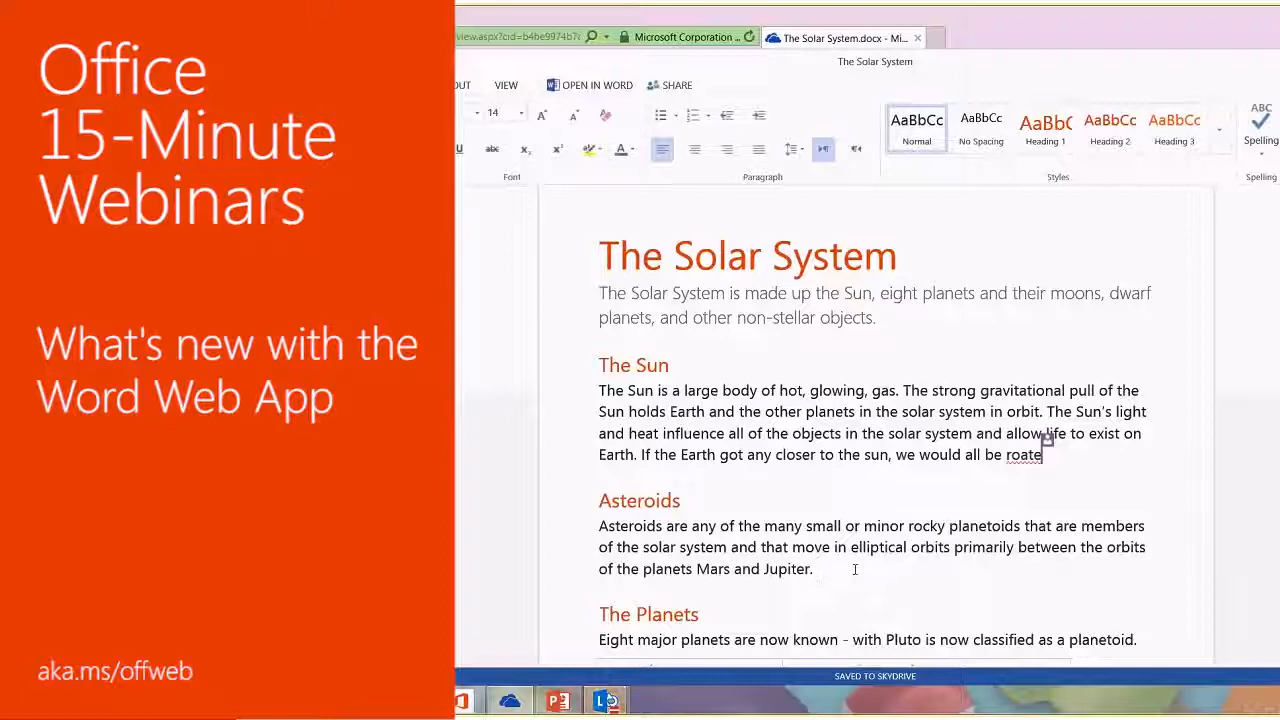 Office
15-Minute
Webinars
What's new with the
Word Web App
aka.ms/offweb
view.aspx?cid=b4be9974b7
Microsoft Corporation ...
The Solar System.docx - Mi...
The Solar System
OUT VIEW OPEN IN WORD SHARE
14
AaBbCc AaBbCc AaBbC AaBbCc AaBbCc
Normal No Spacing Heading 1 Heading 2 Heading 3
ABC
Spelling
Font Paragraph Styles Spelling
The Solar System
The Solar System is made up the Sun, eight planets and their moons, dwarf
planets, and other non-stellar objects.
The Sun
The Sun is a large body of hot, glowing, gas. The strong gravitational pull of the
Sun holds Earth and the other planets in the solar system in orbit. The Sun's light
and heat influence all of the objects in the solar system and allow life to exist on
Earth. If the Earth got any closer to the sun, we would all be roate
Asteroids
Asteroids are any of the many small or minor rocky planetoids that are members
of the solar system and that move in elliptical orbits primarily between the orbits
of the planets Mars and Jupiter.
The Planets
Eight major planets are now known - with Pluto is now classified as a planetoid.
SAVED TO SKYDRIVE